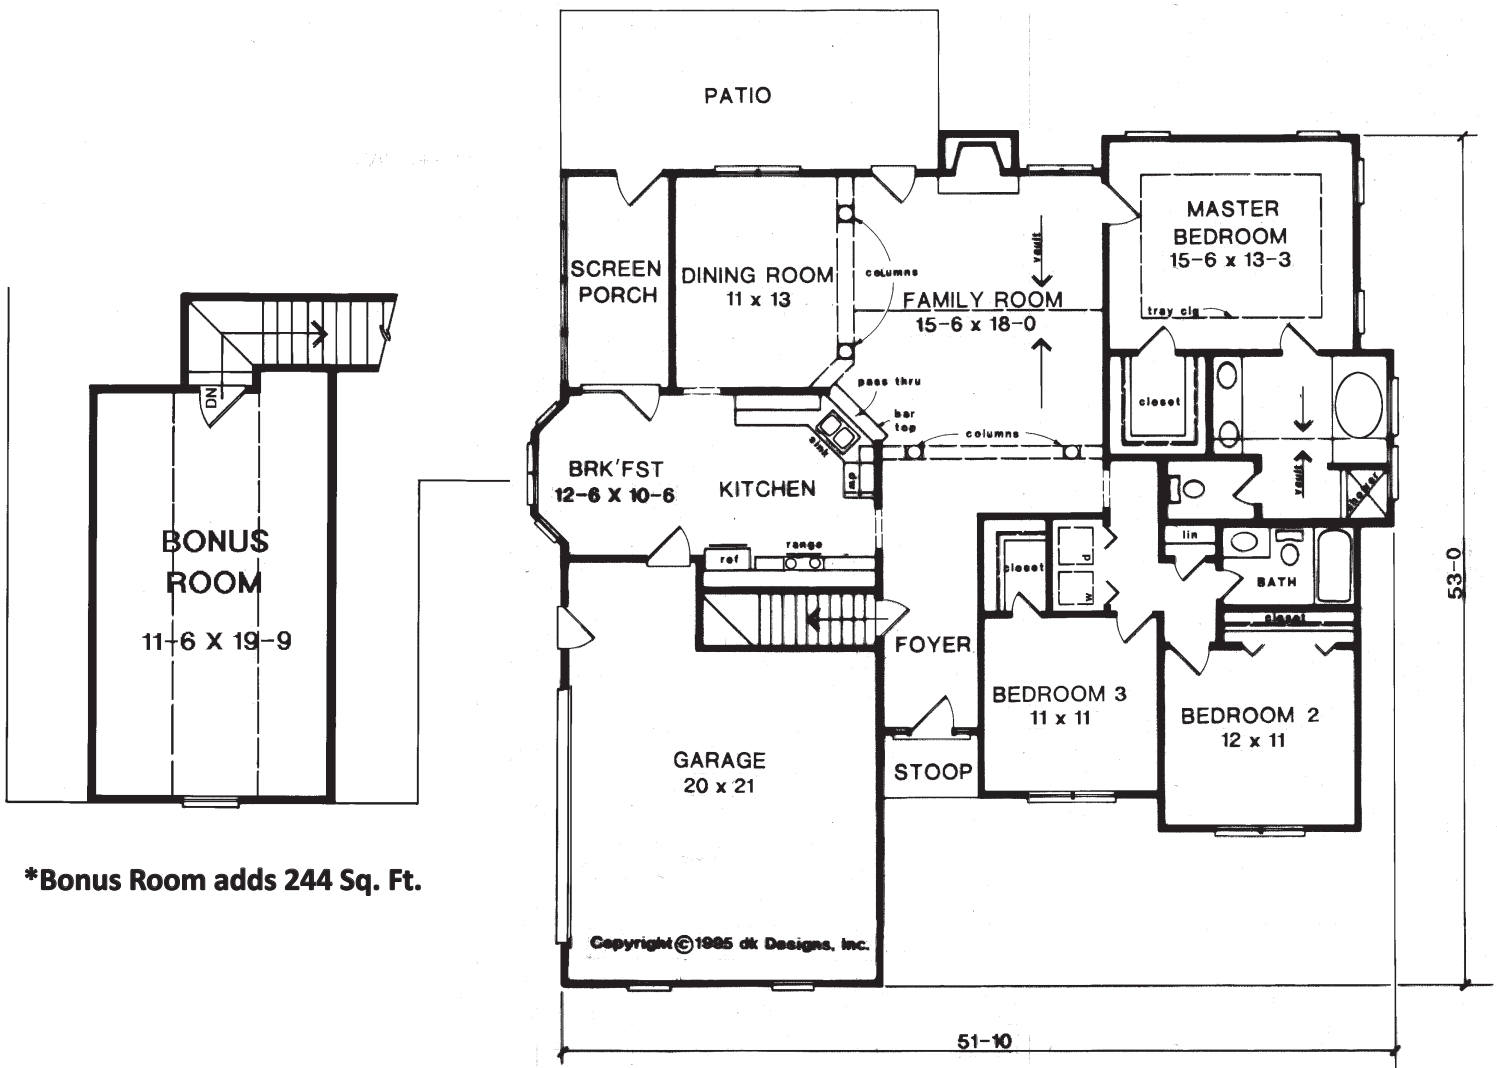 PATIO
MASTER
BEDROOM
15-6 x 13-3
tray clg
vault
SCREEN
PORCH
DINING ROOM
11 x 13
columns
FAMILY ROOM
15-6 x 18-0
closet
pass thru
bar
top
columns
sink
BRK'FST
12-6 X 10-6
KITCHEN
vault
shower
DN
BONUS
ROOM
11-6 X 19-9
range
ref
closet
d
w
lin
BATH
closet
FOYER
BEDROOM 3
11 x 11
BEDROOM 2
12 x 11
GARAGE
20 x 21
STOOP
53-0
*Bonus Room adds 244 Sq. Ft.
Copyright © 1995 dk Designs, Inc.
51-10